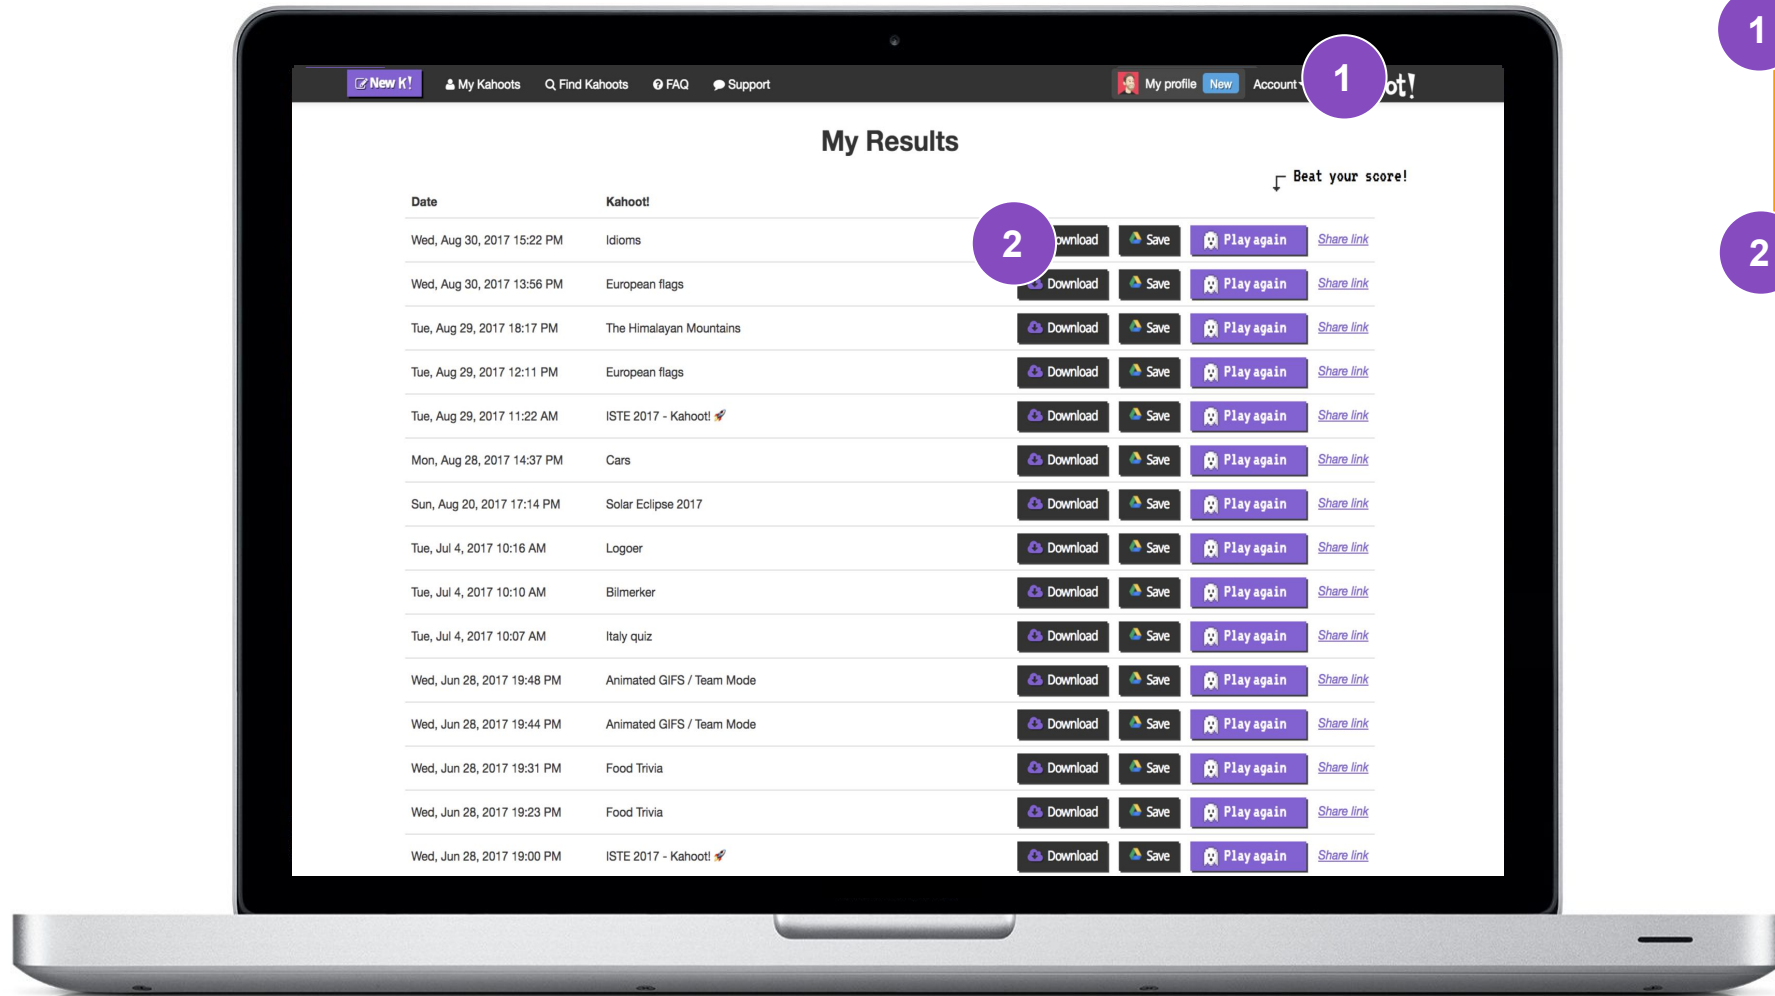 1
New K! My Kahoots Find Kahoots FAQ Support My profile New Account 1 ot!
My Results
Beat your score!
Date Kahoot!
Wed, Aug 30, 2017 15:22 PM Idioms 2 ownload Save Play again Share link
2
Wed, Aug 30, 2017 13:56 PM European flags Download Save Play again Share link
Tue, Aug 29, 2017 18:17 PM The Himalayan Mountains Download Save Play again Share link
Tue, Aug 29, 2017 12:11 PM European flags Download Save Play again Share link
Tue, Aug 29, 2017 11:22 AM ISTE 2017 - Kahoot! 🚀 Download Save Play again Share link
Mon, Aug 28, 2017 14:37 PM Cars Download Save Play again Share link
Sun, Aug 20, 2017 17:14 PM Solar Eclipse 2017 Download Save Play again Share link
Tue, Jul 4, 2017 10:16 AM Logoer Download Save Play again Share link
Tue, Jul 4, 2017 10:10 AM Bilmerker Download Save Play again Share link
Tue, Jul 4, 2017 10:07 AM Italy quiz Download Save Play again Share link
Wed, Jun 28, 2017 19:48 PM Animated GIFS / Team Mode Download Save Play again Share link
Wed, Jun 28, 2017 19:44 PM Animated GIFS / Team Mode Download Save Play again Share link
Wed, Jun 28, 2017 19:31 PM Food Trivia Download Save Play again Share link
Wed, Jun 28, 2017 19:23 PM Food Trivia Download Save Play again Share link
Wed, Jun 28, 2017 19:00 PM ISTE 2017 - Kahoot! 🚀 Download Save Play again Share link